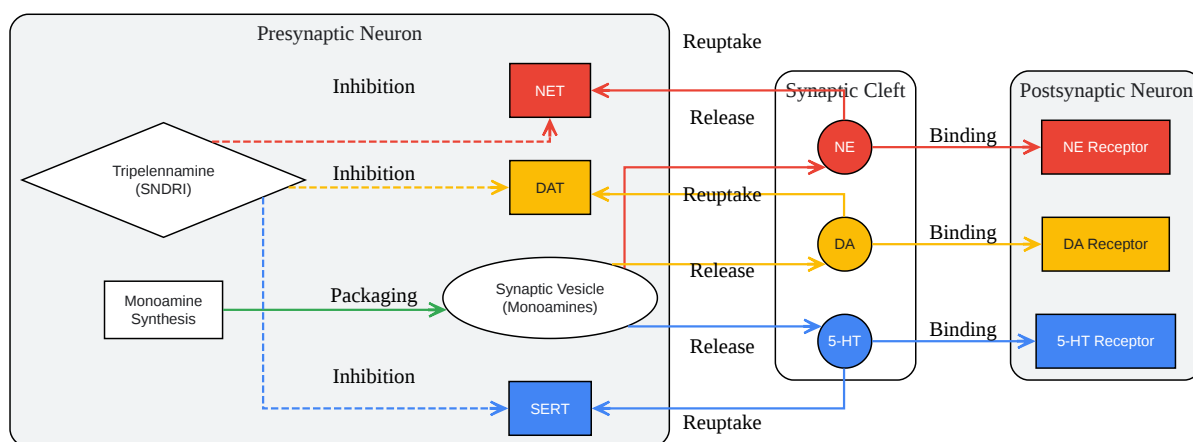 Presynaptic Neuron
Reuptake
Inhibition
NET
Synaptic Cleft
Postsynaptic Neuron
Release
NE
Binding
NE Receptor
Tripelennamine
(SNDRI)
Inhibition
DAT
Reuptake
DA
Binding
DA Receptor
Release
Monoamine
Synthesis
Packaging
Synaptic Vesicle
(Monoamines)
Release
5-HT
Binding
5-HT Receptor
Inhibition
SERT
Reuptake